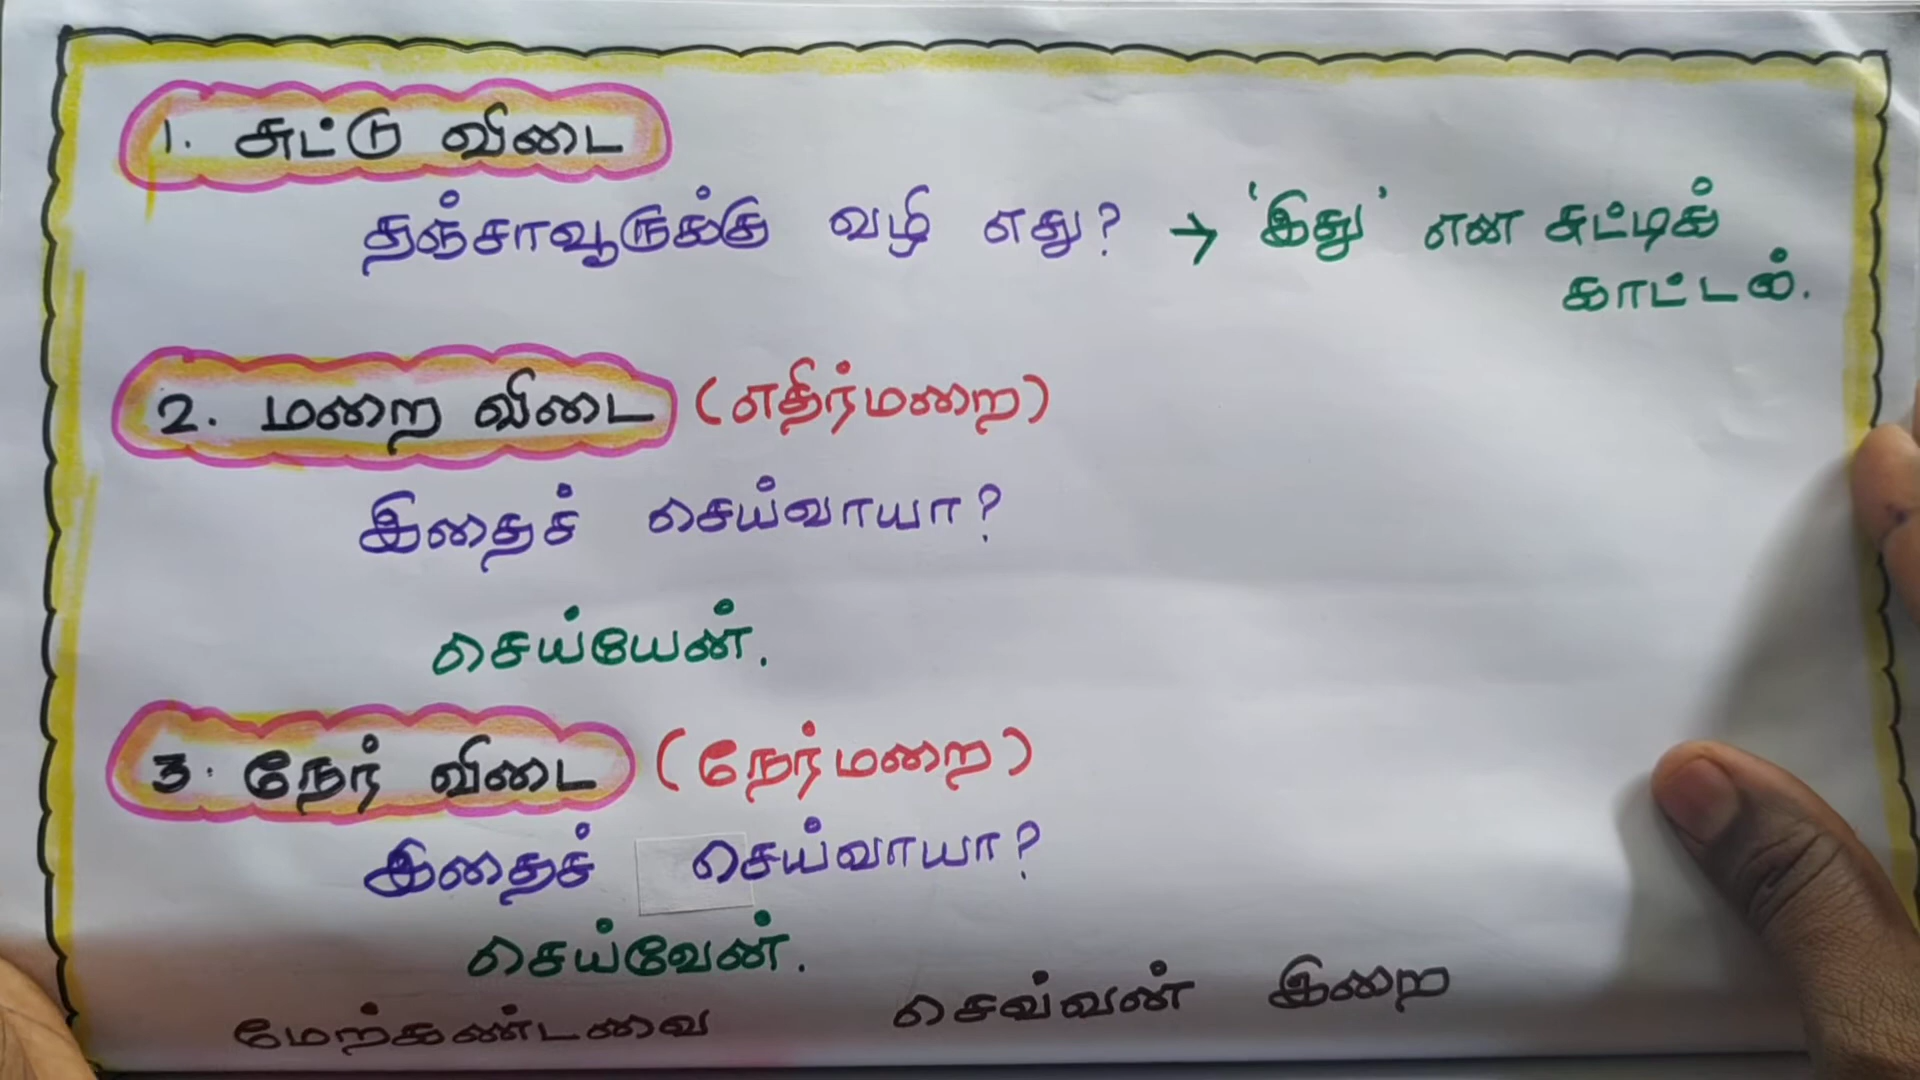 1. சுட்டு விடை
தஞ்சாவூருக்கு வழி எது? → 'இது' என சுட்டிக்
காட்டல்.
2. மறை விடை (எதிர்மறை)
இதைச் செய்வாயா?
செய்யேன்.
3. நேர் விடை (நேர்மறை)
இதைச் செய்வாயா?
செய்வேன்.
மேற்கண்டவை செவ்வன் இறை